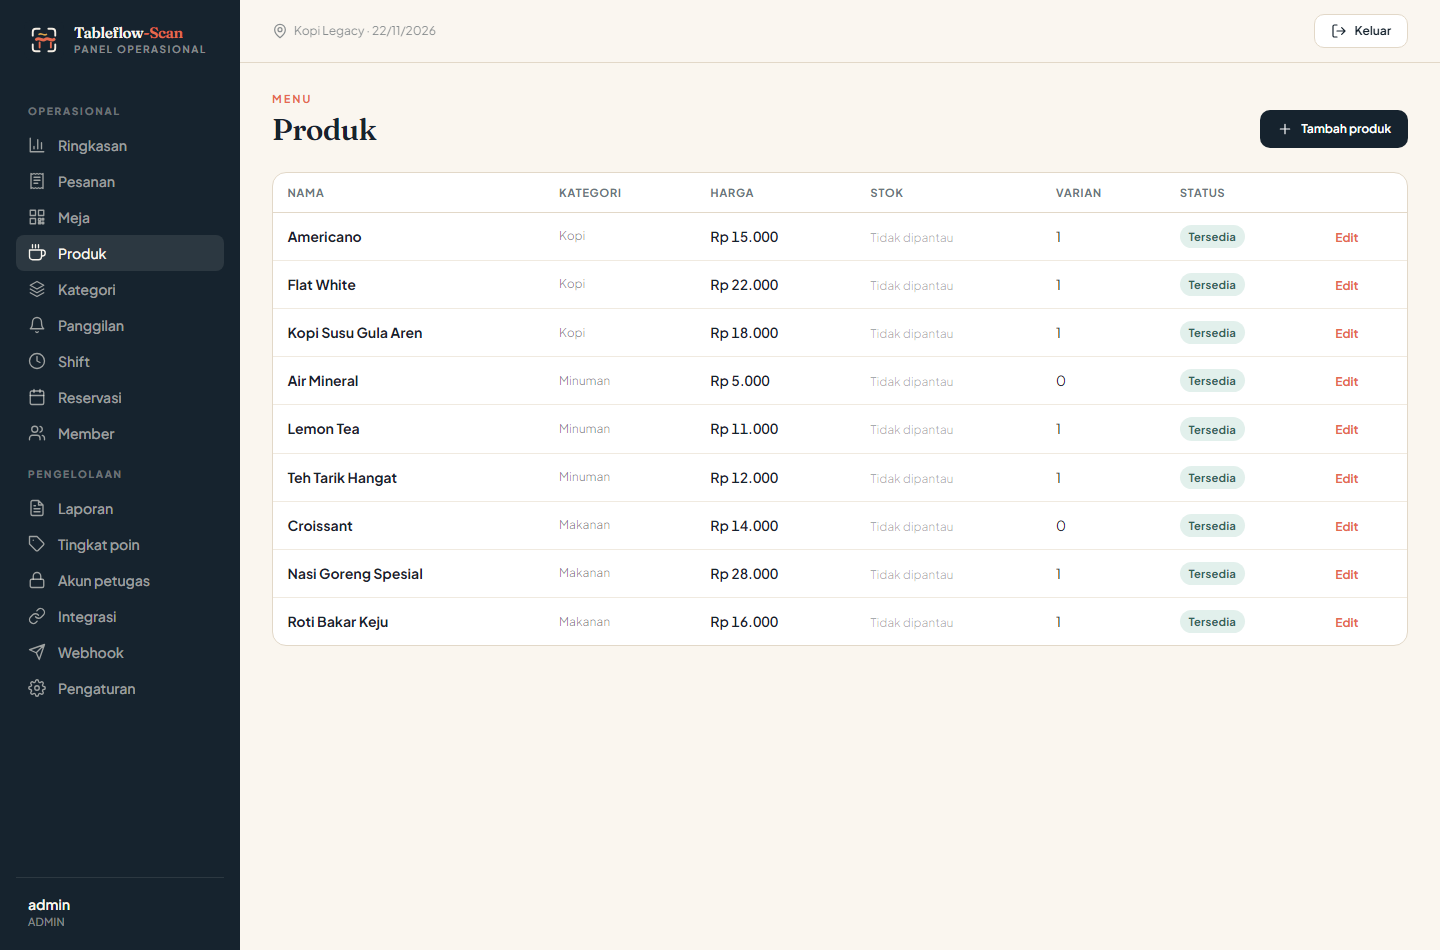 Tableflow-Scan
PANEL OPERASIONAL
OPERASIONAL
Ringkasan
Pesanan
Meja
Produk
Kategori
Panggilan
Shift
Reservasi
Member
PENGELOLAAN
Laporan
Tingkat poin
Akun petugas
Integrasi
Webhook
Pengaturan
admin
ADMIN
Kopi Legacy · 22/11/2026
Keluar
MENU
Produk
Tambah produk
NAMA KATEGORI HARGA STOK VARIAN STATUS
Americano Kopi Rp 15.000 Tidak dipantau 1 Tersedia Edit
Flat White Kopi Rp 22.000 Tidak dipantau 1 Tersedia Edit
Kopi Susu Gula Aren Kopi Rp 18.000 Tidak dipantau 1 Tersedia Edit
Air Mineral Minuman Rp 5.000 Tidak dipantau 0 Tersedia Edit
Lemon Tea Minuman Rp 11.000 Tidak dipantau 1 Tersedia Edit
Teh Tarik Hangat Minuman Rp 12.000 Tidak dipantau 1 Tersedia Edit
Croissant Makanan Rp 14.000 Tidak dipantau 0 Tersedia Edit
Nasi Goreng Spesial Makanan Rp 28.000 Tidak dipantau 1 Tersedia Edit
Roti Bakar Keju Makanan Rp 16.000 Tidak dipantau 1 Tersedia Edit